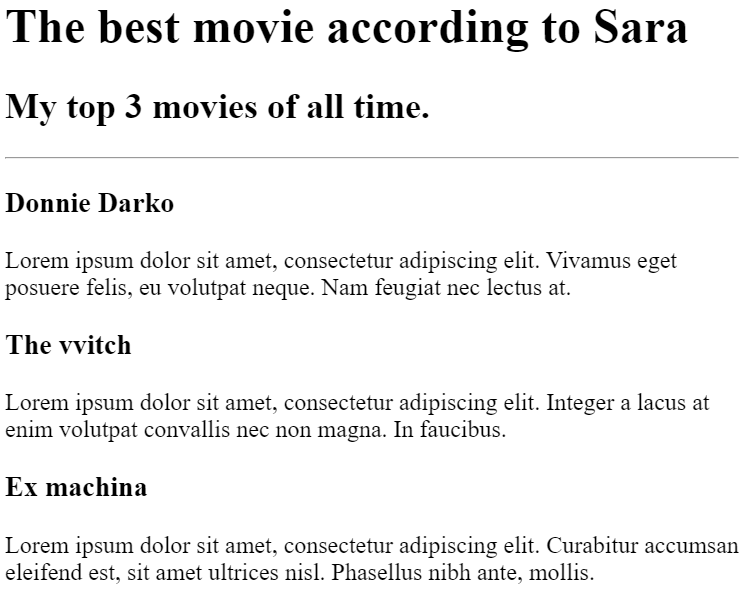 The best movie according to Sara
My top 3 movies of all time.
Donnie Darko
Lorem ipsum dolor sit amet, consectetur adipiscing elit. Vivamus eget
posuere felis, eu volutpat neque. Nam feugiat nec lectus at.
The vvitch
Lorem ipsum dolor sit amet, consectetur adipiscing elit. Integer a lacus at
enim volutpat convallis nec non magna. In faucibus.
Ex machina
Lorem ipsum dolor sit amet, consectetur adipiscing elit. Curabitur accumsan
eleifend est, sit amet ultrices nisl. Phasellus nibh ante, mollis.